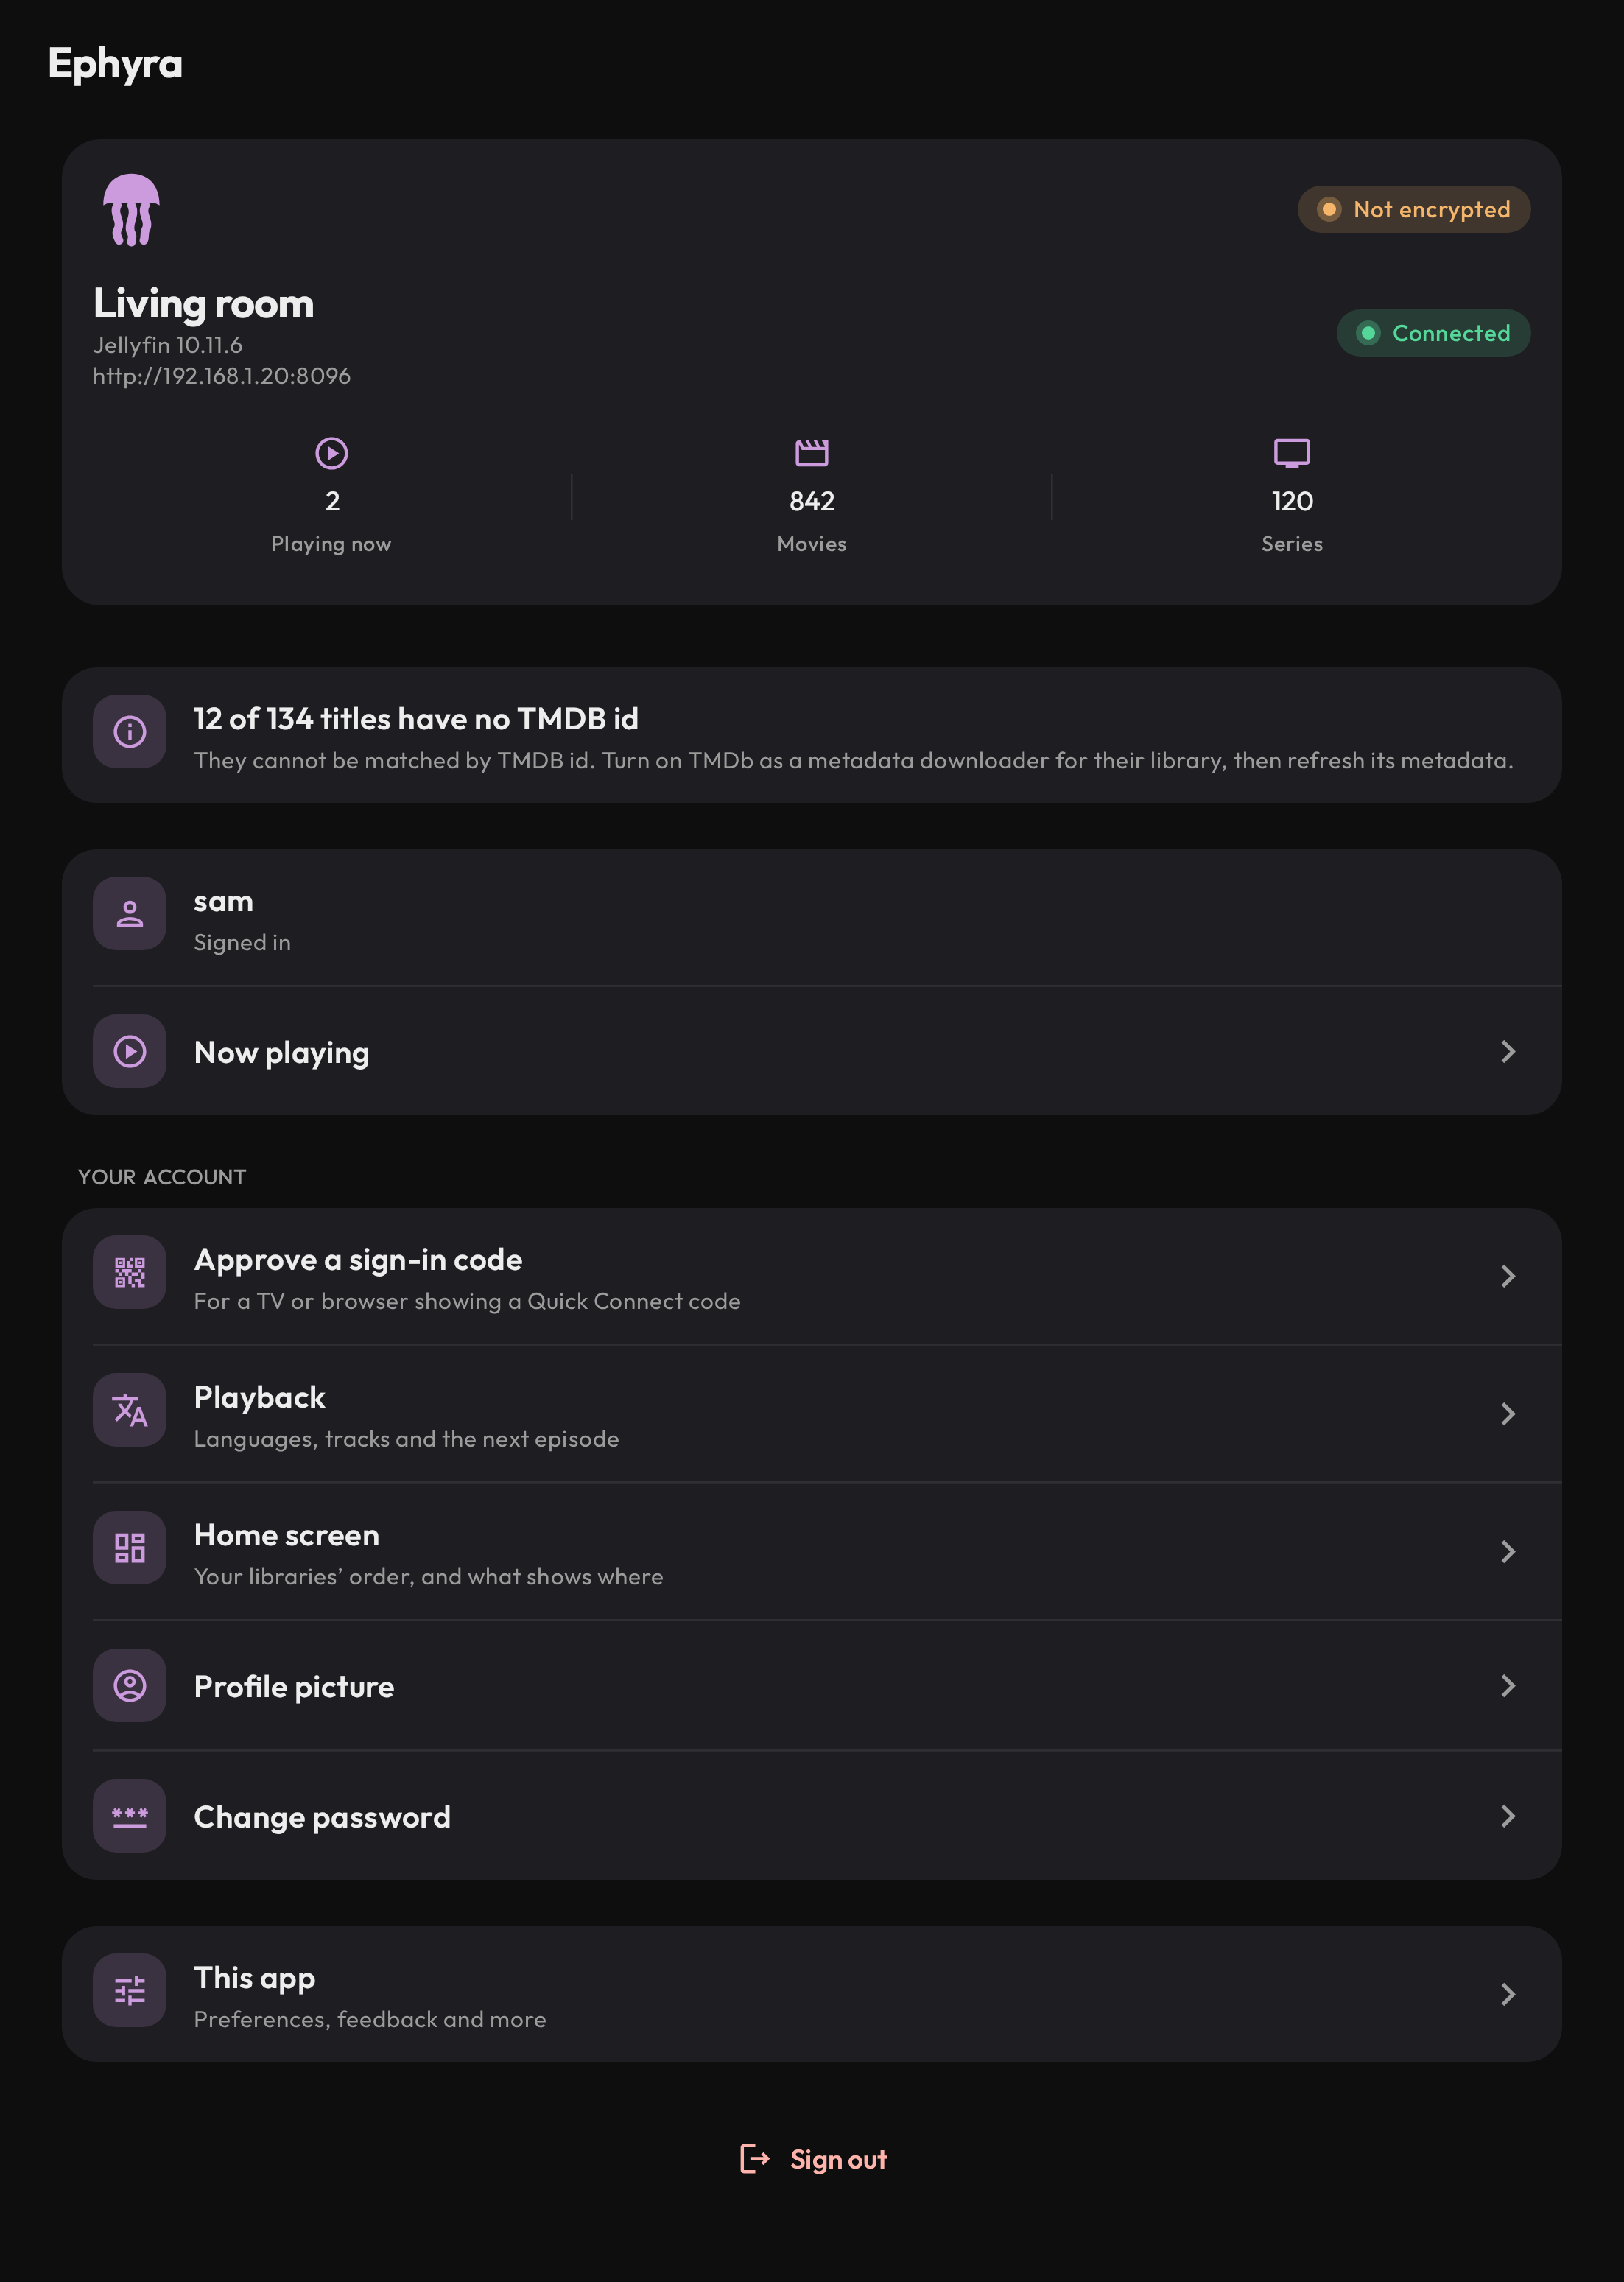 Ephyra
Not encrypted
Living room
Jellyfin 10.11.6
http://192.168.1.20:8096
Connected
2
Playing now
842
Movies
120
Series
12 of 134 titles have no TMDB id
They cannot be matched by TMDB id. Turn on TMDb as a metadata downloader for their library, then refresh its metadata.
sam
Signed in
Now playing
YOUR ACCOUNT
Approve a sign-in code
For a TV or browser showing a Quick Connect code
Playback
Languages, tracks and the next episode
Home screen
Your libraries’ order, and what shows where
Profile picture
Change password
This app
Preferences, feedback and more
Sign out